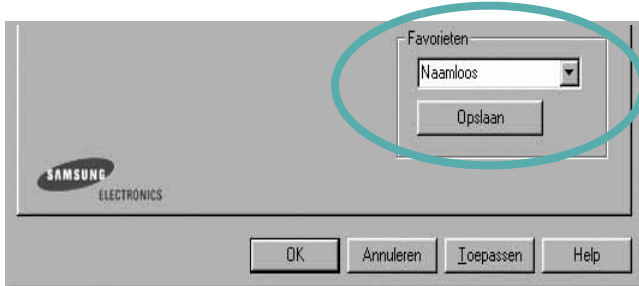 Favorieten
Naamloos
Opslaan
SAMSUNG
ELECTRONICS
OK Annuleren Toepassen Help